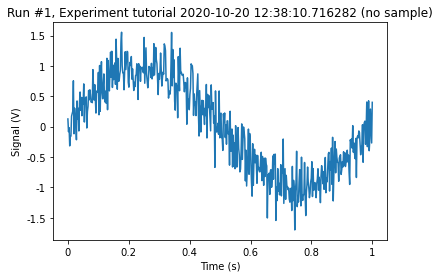 Run #1, Experiment tutorial 2020-10-20 12:38:10.716282 (no sample)
1.5
1
0.5
0
-0.5
-1
-1.5
Signal (V)
0 0.2 0.4 0.6 0.8 1
Time (s)